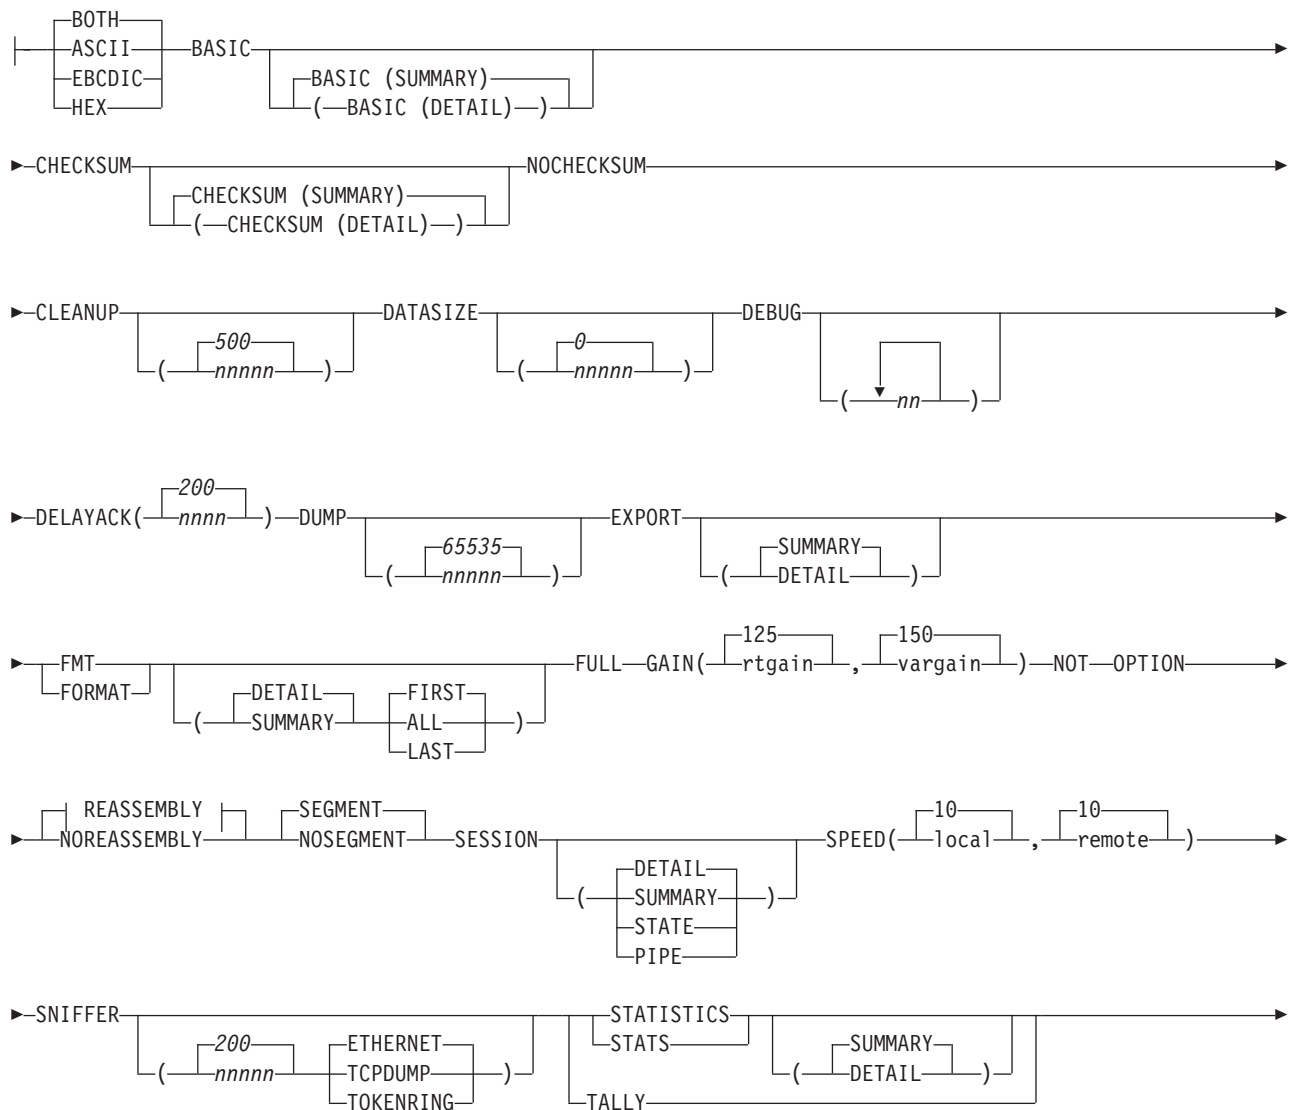 BOTH
ASCII BASIC
EBCDIC BASIC (SUMMARY)
HEX ( BASIC (DETAIL) )
CHECKSUM NOCHECKSUM
CHECKSUM (SUMMARY)
( CHECKSUM (DETAIL) )
CLEANUP DATASIZE DEBUG
500 0
( nnnnn ) ( nnnnn )
( nn )
200
DELAYACK( nnnn ) DUMP EXPORT
65535 SUMMARY
( nnnnn ) ( DETAIL )
125 150
FMT FULL GAIN( rtgain , vargain ) NOT OPTION
FORMAT DETAIL FIRST
( SUMMARY ALL )
LAST
REASSEMBLY SEGMENT 10 10
NOREASSEMBLY NOSEGMENT SESSION SPEED( local , remote )
DETAIL
( SUMMARY )
STATE
PIPE
SNIFFER STATISTICS
200 ETHERNET STATS SUMMARY
( nnnnn TCPDUMP ) ( DETAIL )
TOKENRING TALLY